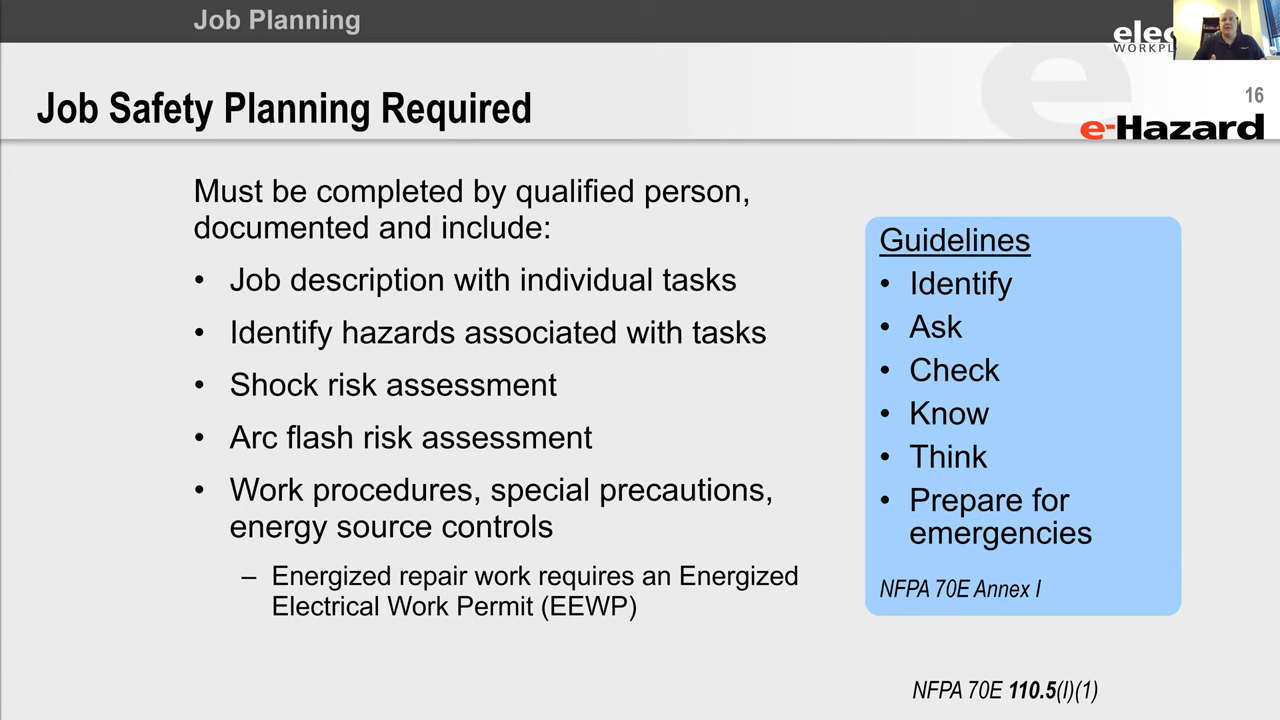 Job Planning
elec
WORKPL
Job Safety Planning Required
16
e-Hazard
Must be completed by qualified person,
documented and include:
• Job description with individual tasks
• Identify hazards associated with tasks
• Shock risk assessment
• Arc flash risk assessment
• Work procedures, special precautions,
energy source controls
– Energized repair work requires an Energized
Electrical Work Permit (EEWP)
Guidelines
• Identify
• Ask
• Check
• Know
• Think
• Prepare for
emergencies
NFPA 70E Annex I
NFPA 70E 110.5(I)(1)